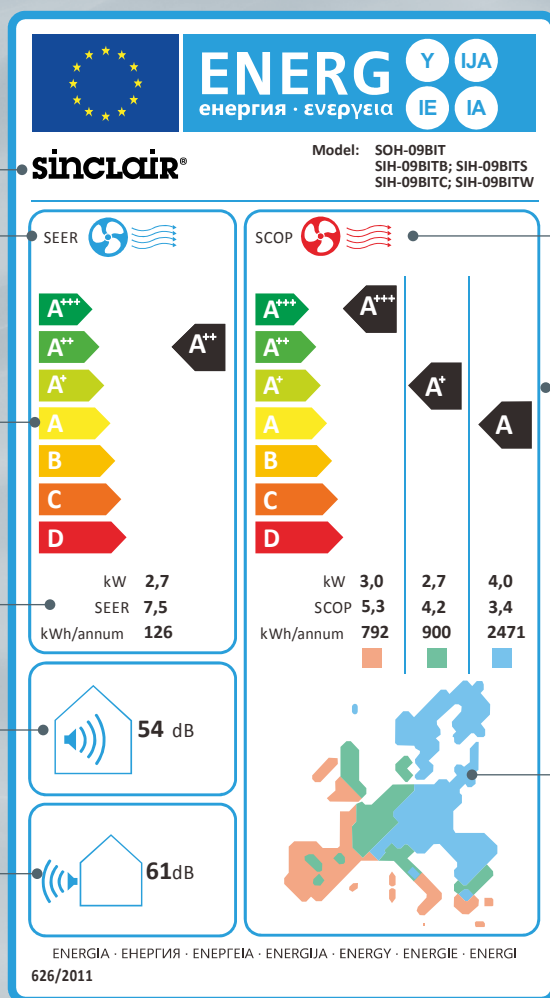 ENERG
Y IJA
IE IA
енергия · ενεργεια
sinclair®
Model: SOH-09BIT
SIH-09BITB; SIH-09BITS
SIH-09BITC; SIH-09BITW
SEER
A+++
A++
A+
A
B
C
D
A++
kW 2,7
SEER 7,5
kWh/annum 126
SCOP
A+++
A++
A+
A
B
C
D
A+++
A+
A
kW 3,0 2,7 4,0
SCOP 5,3 4,2 3,4
kWh/annum 792 900 2471
54 dB
61dB
ENERGIA · ЕНЕРГИЯ · ΕΝΕΡΓΕΙΑ · ENERGIJA · ENERGY · ENERGIE · ENERGI
626/2011